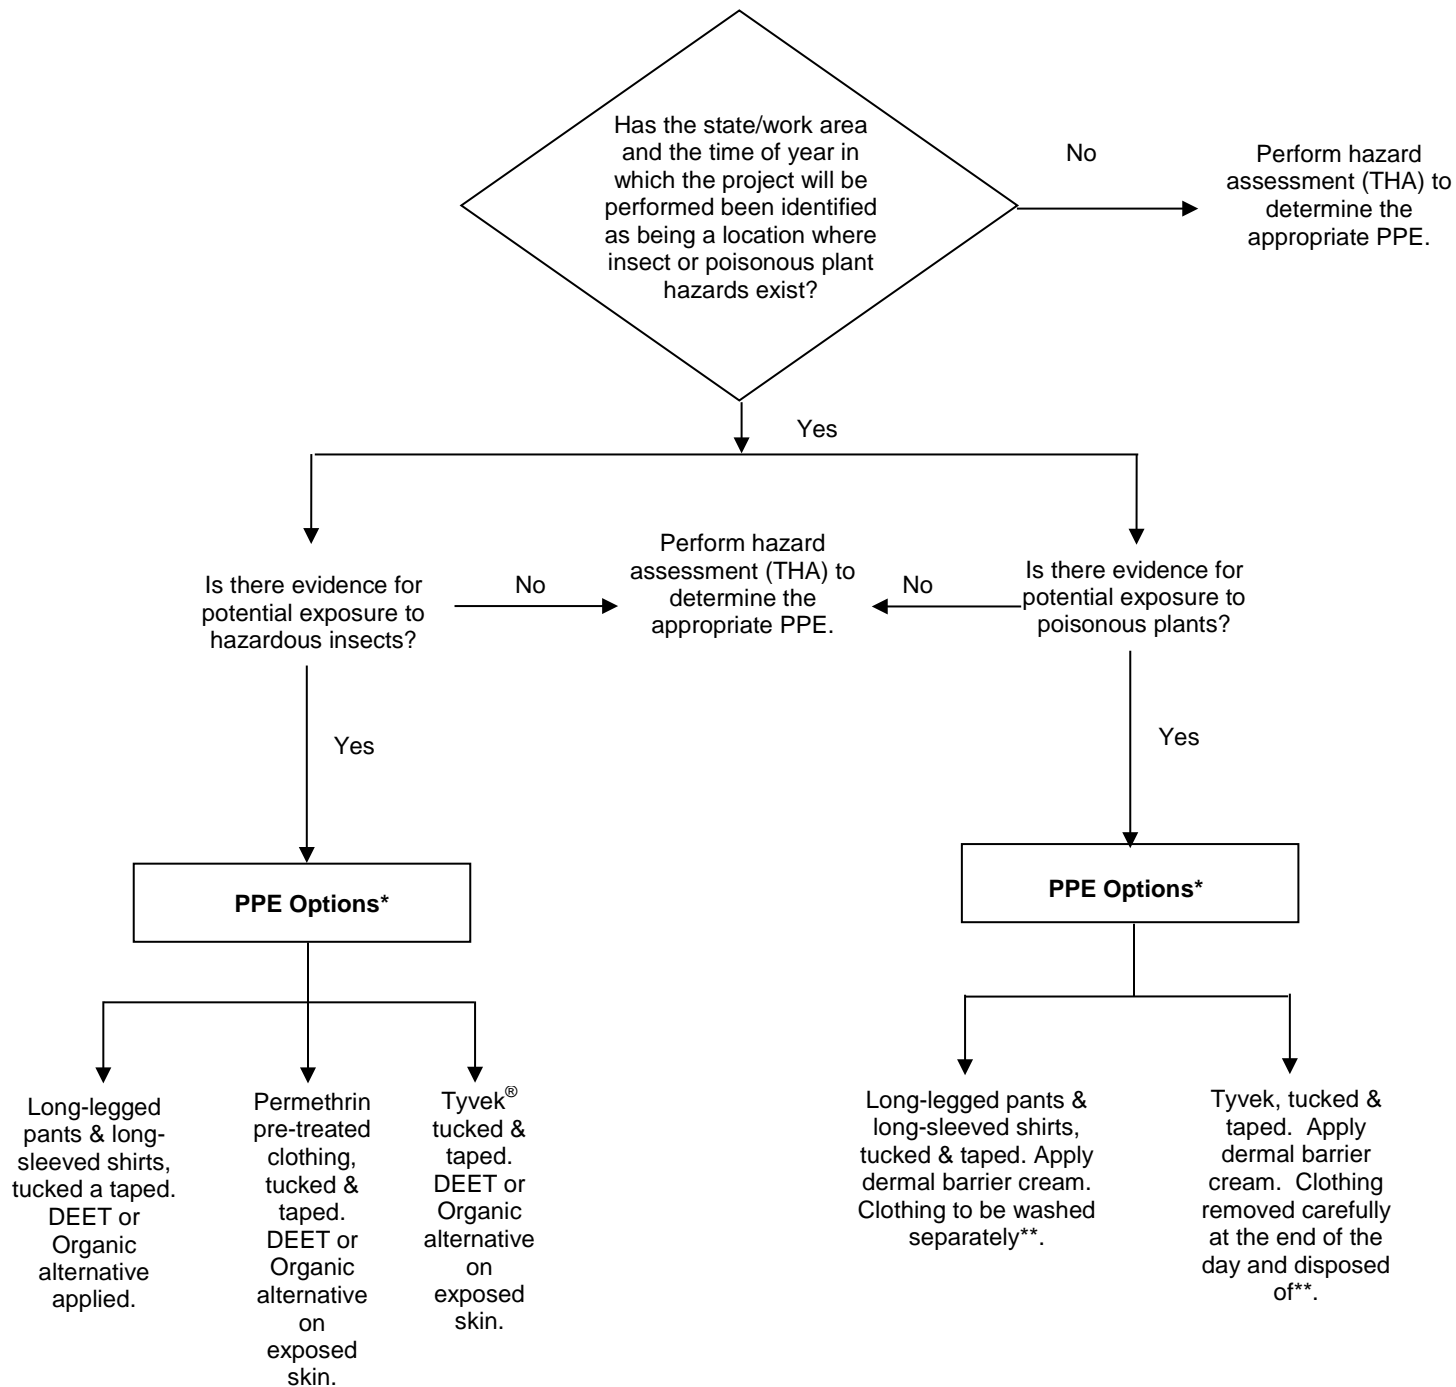 Has the state/work area
and the time of year in
which the project will be
performed been identified
as being a location where
insect or poisonous plant
hazards exist?
No
Perform hazard
assessment (THA) to
determine the
appropriate PPE.
Yes
Is there evidence for
potential exposure to
hazardous insects?
No
Perform hazard
assessment (THA) to
determine the
appropriate PPE.
No
Is there evidence for
potential exposure to
poisonous plants?
Yes
Yes
PPE Options*
PPE Options*
Long-legged
pants & long-
sleeved shirts,
tucked a taped.
DEET or
Organic
alternative
applied.
Permethrin
pre-treated
clothing,
tucked &
taped.
DEET or
Organic
alternative
on
exposed
skin.
Tyvek®
tucked &
taped.
DEET or
Organic
alternative
on
exposed
skin.
Long-legged pants &
long-sleeved shirts,
tucked & taped. Apply
dermal barrier cream.
Clothing to be washed
separately**.
Tyvek, tucked &
taped.  Apply
dermal barrier
cream.  Clothing
removed carefully
at the end of the
day and disposed
of**.